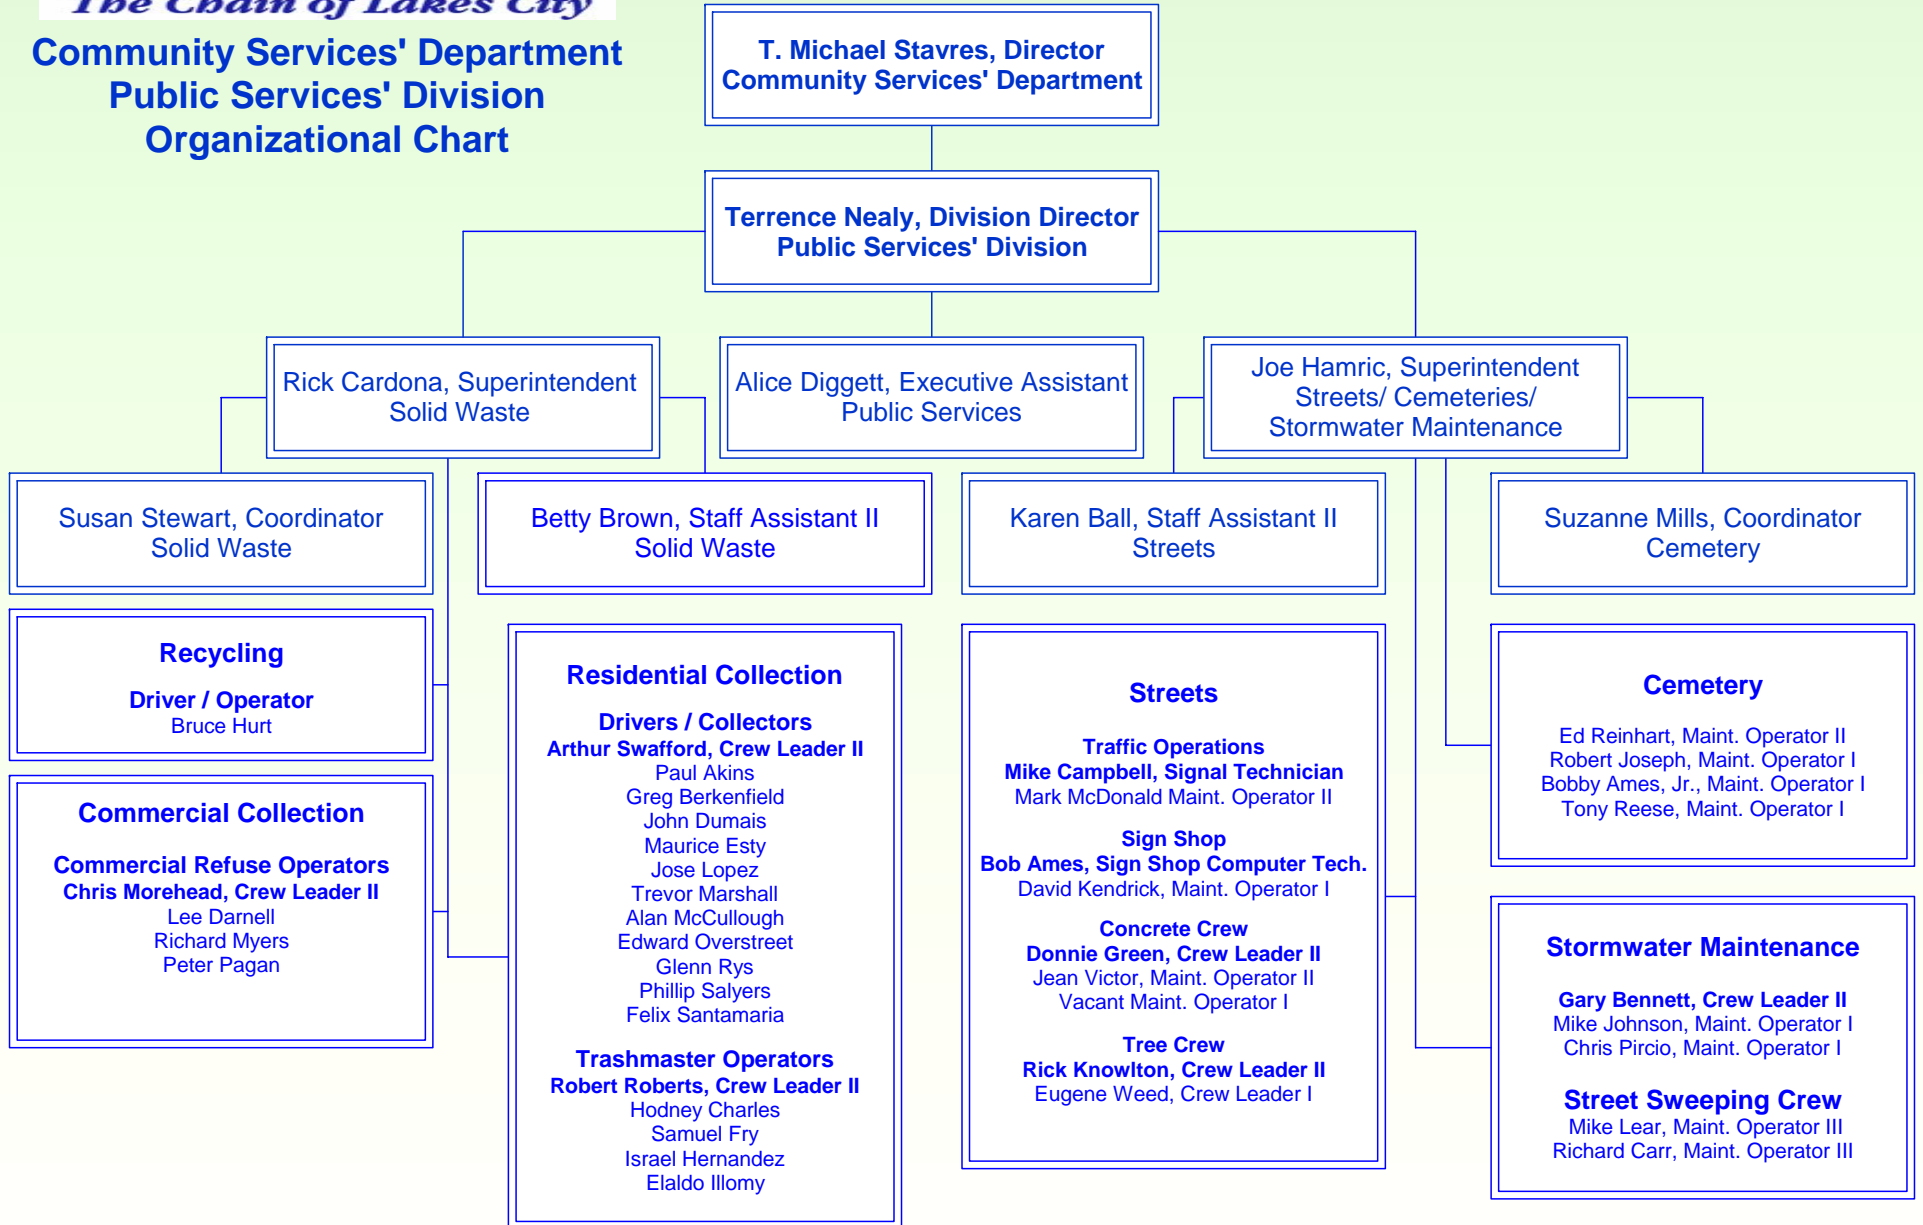 The Chain of Lakes City
Community Services' Department
Public Services' Division
Organizational Chart
T. Michael Stavres, Director
Community Services' Department
Terrence Nealy, Division Director
Public Services' Division
Rick Cardona, Superintendent
Solid Waste
Alice Diggett, Executive Assistant
Public Services
Joe Hamric, Superintendent
Streets/ Cemeteries/
Stormwater Maintenance
Susan Stewart, Coordinator
Solid Waste
Betty Brown, Staff Assistant II
Solid Waste
Karen Ball, Staff Assistant II
Streets
Suzanne Mills, Coordinator
Cemetery
Recycling
Driver / Operator
Bruce Hurt
Commercial Collection
Commercial Refuse Operators
Chris Morehead, Crew Leader II
Lee Darnell
Richard Myers
Peter Pagan
Residential Collection
Drivers / Collectors
Arthur Swafford, Crew Leader II
Paul Akins
Greg Berkenfield
John Dumais
Maurice Esty
Jose Lopez
Trevor Marshall
Alan McCullough
Edward Overstreet
Glenn Rys
Phillip Salyers
Felix Santamaria
Trashmaster Operators
Robert Roberts, Crew Leader II
Hodney Charles
Samuel Fry
Israel Hernandez
Elaldo Illomy
Streets
Traffic Operations
Mike Campbell, Signal Technician
Mark McDonald Maint. Operator II
Sign Shop
Bob Ames, Sign Shop Computer Tech.
David Kendrick, Maint. Operator I
Concrete Crew
Donnie Green, Crew Leader II
Jean Victor, Maint. Operator II
Vacant Maint. Operator I
Tree Crew
Rick Knowlton, Crew Leader II
Eugene Weed, Crew Leader I
Cemetery
Ed Reinhart, Maint. Operator II
Robert Joseph, Maint. Operator I
Bobby Ames, Jr., Maint. Operator I
Tony Reese, Maint. Operator I
Stormwater Maintenance
Gary Bennett, Crew Leader II
Mike Johnson, Maint. Operator I
Chris Pircio, Maint. Operator I
Street Sweeping Crew
Mike Lear, Maint. Operator III
Richard Carr, Maint. Operator III